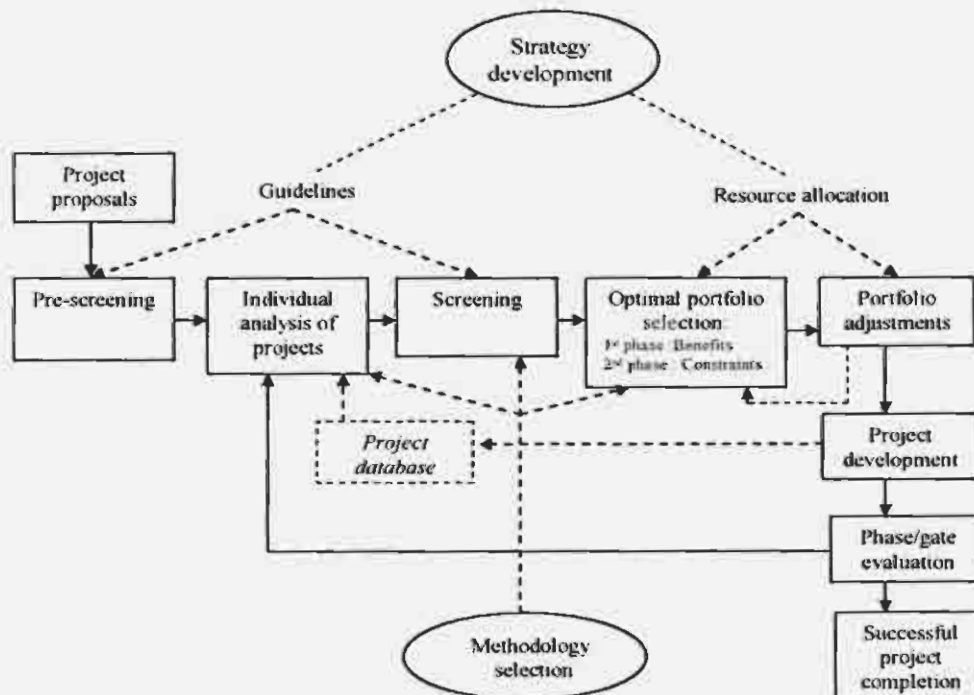 Strategy
development
Project
proposals
Guidelines
Resource allocation
Pre-screening
Individual
analysis of
projects
Screening
Optimal portfolio
selection
1st phase : Benefits
2nd phase : Constraints
Portfolio
adjustments
Project
database
Project
development
Phase/gate
evaluation
Methodology
selection
Successful
project
completion